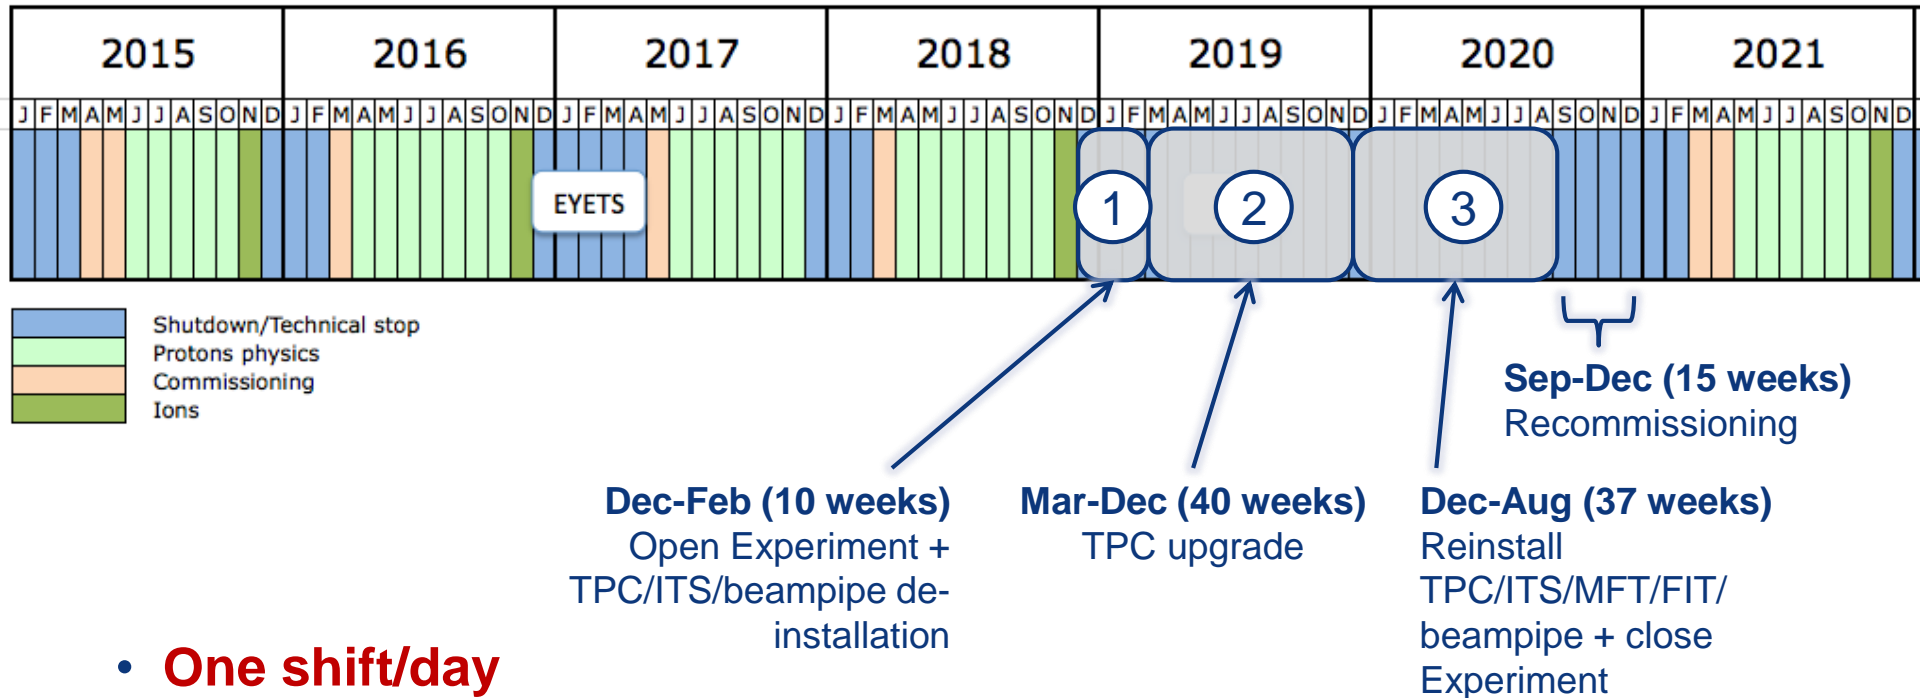 2015 2016 2017 2018 2019 2020 2021
J F M A M J J A S O N D J F M A M J J A S O N D J F M A M J J A S O N D J F M A M J J A S O N D J F M A M J J A S O N D J F M A M J J A S O N D J F M A M J J A S O N D
EYETS
1 2 3
Shutdown/Technical stop
Protons physics
Commissioning
Ions
Sep-Dec (15 weeks)
Recommissioning
Dec-Feb (10 weeks)
Open Experiment +
TPC/ITS/beampipe de-
installation
Mar-Dec (40 weeks)
TPC upgrade
Dec-Aug (37 weeks)
Reinstall
TPC/ITS/MFT/FIT/
beampipe + close
Experiment
• One shift/day